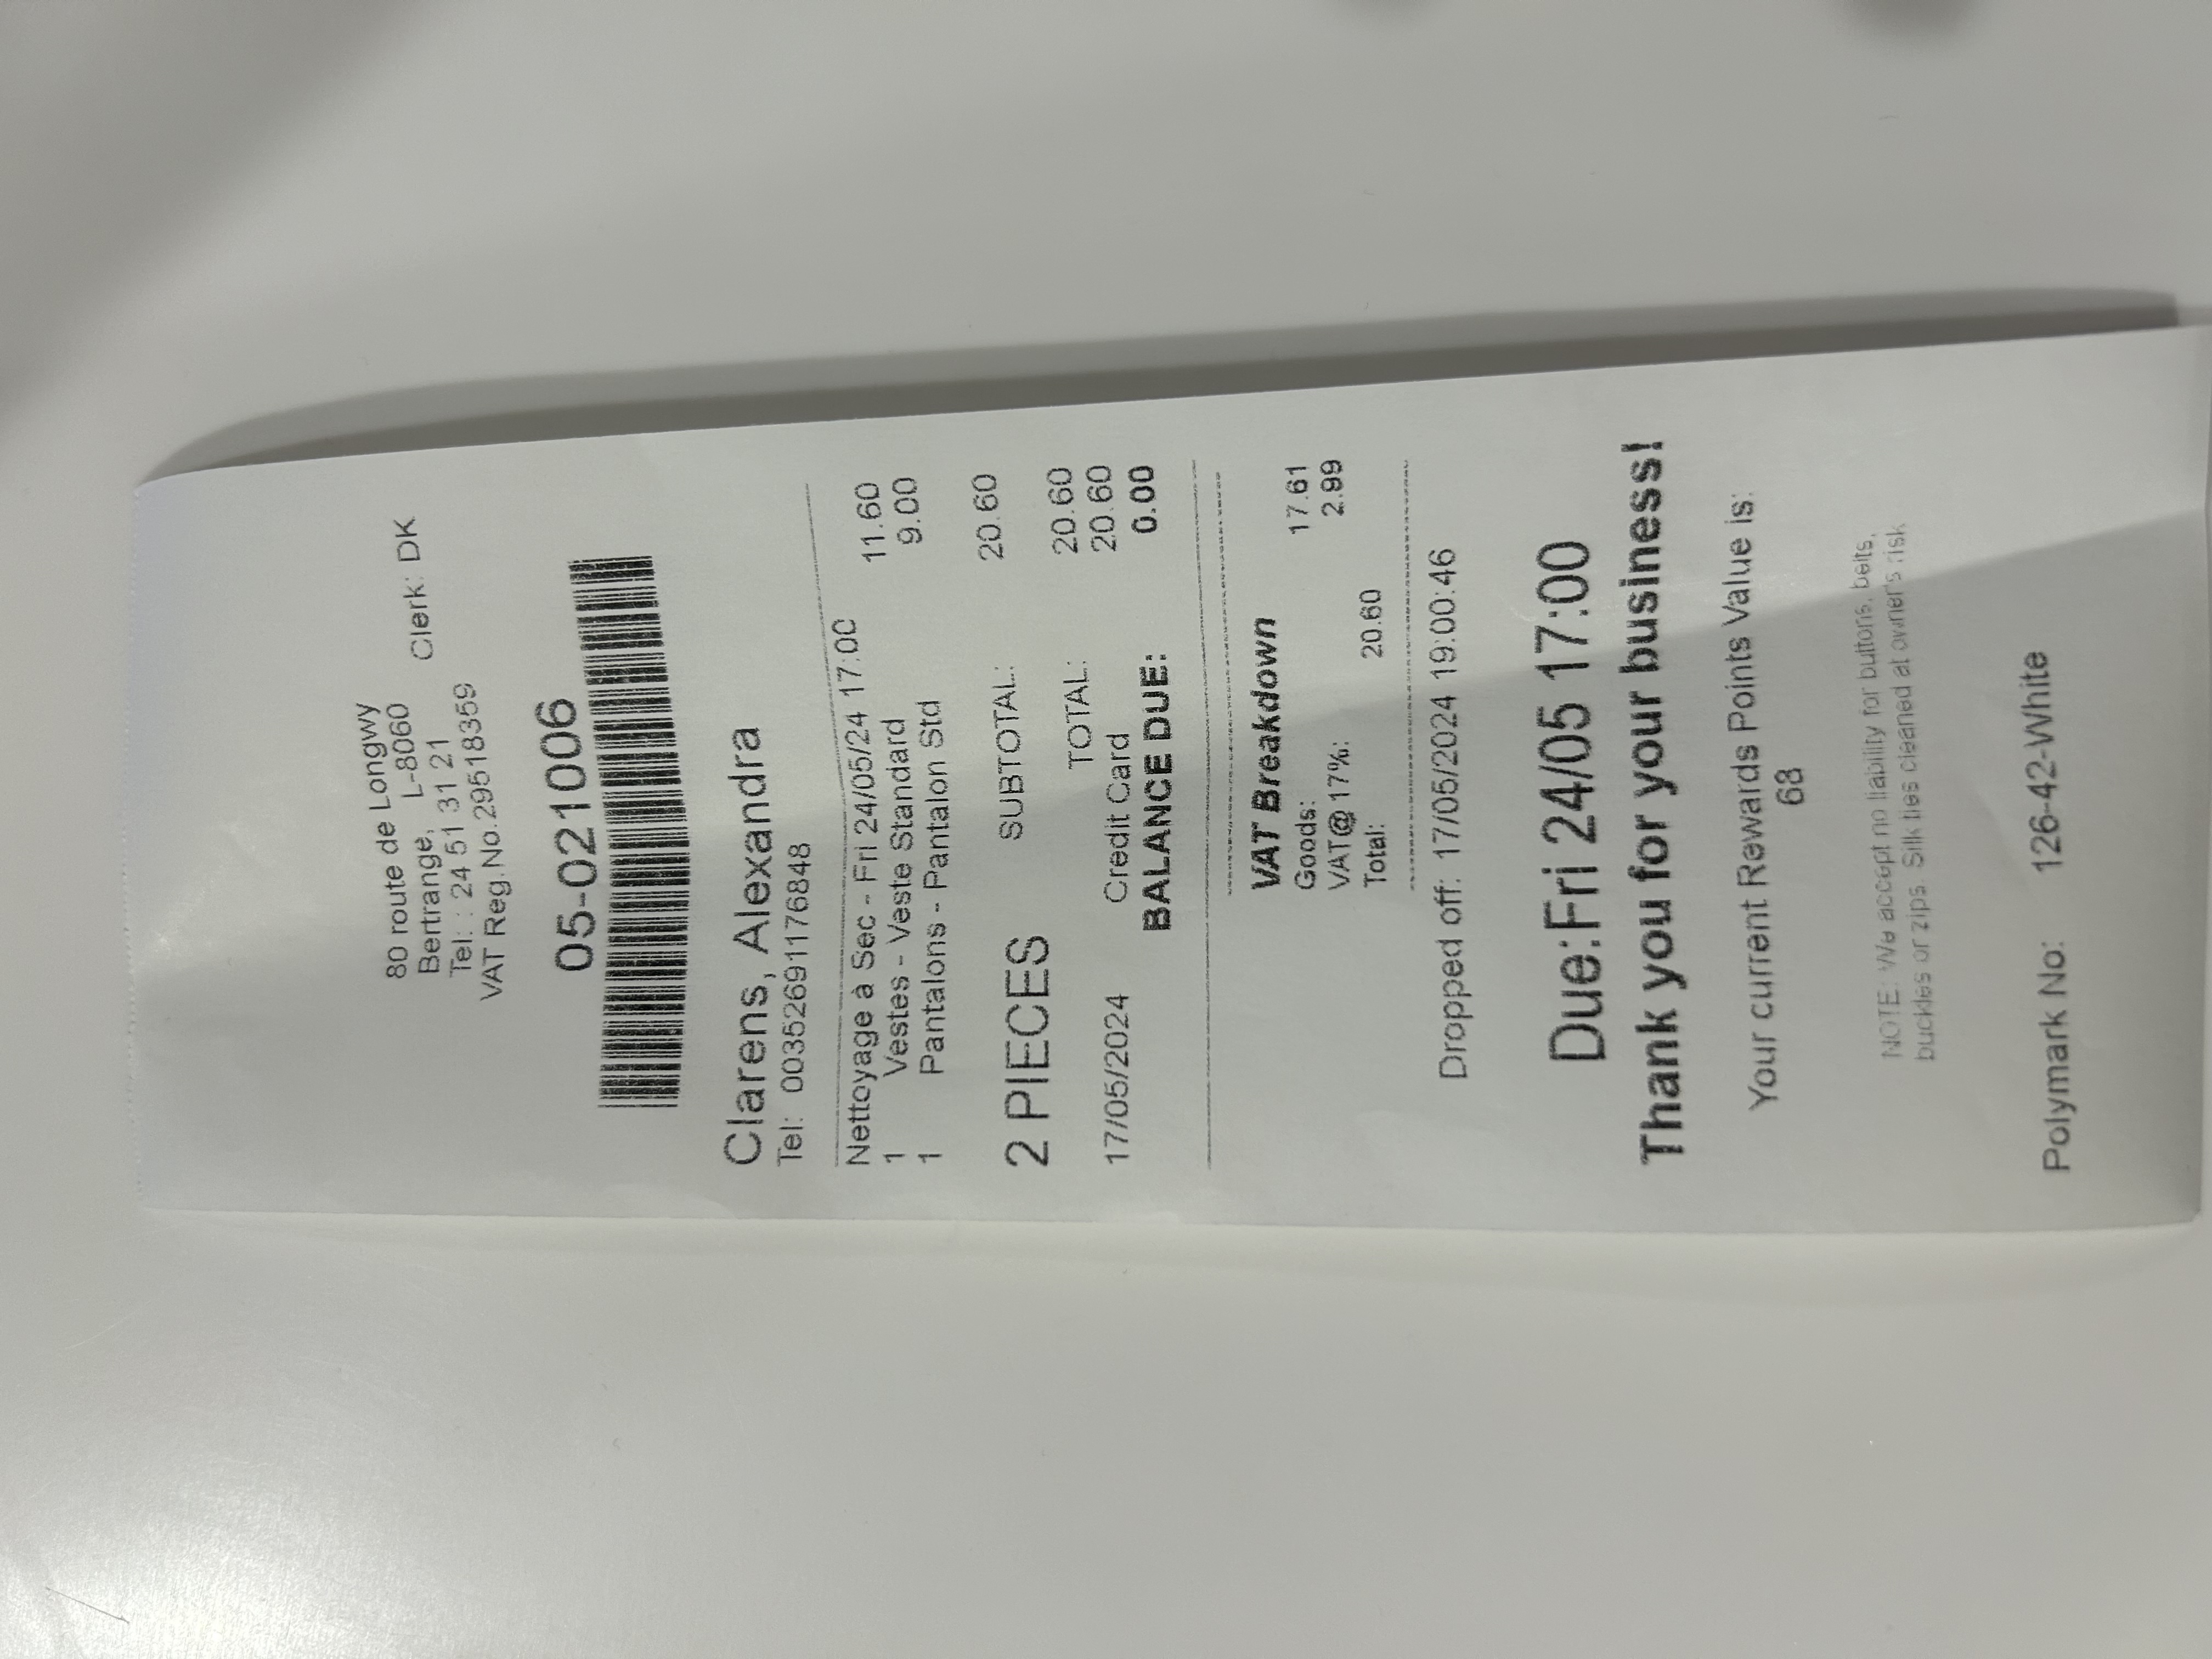 80 route de Longwy
Bertrange, L-8060
Tel: : 24 51 31 21 Clerk: DK
VAT Reg.No.29518359
05-021006
Clarens, Alexandra
Tel: 00352691176848
Nettoyage à Sec - Fri 24/05/24 17:00
1 Vestes - Veste Standard 11.60
1 Pantalons - Pantalon Std 9.00
2 PIECES SUBTOTAL: 20.60
TOTAL: 20.60
17/05/2024 Credit Card 20.60
BALANCE DUE: 0.00
VAT Breakdown
Goods: 17.61
VAT@17%: 2.99
Total: 20.60
Dropped off: 17/05/2024 19:00:46
Due:Fri 24/05 17:00
Thank you for your business!
Your current Rewards Points Value is:
68
NOTE: We accept no liability for buttons, belts,
buckles or zips. Silk ties cleaned at owner's risk
Polymark No: 126-42-White